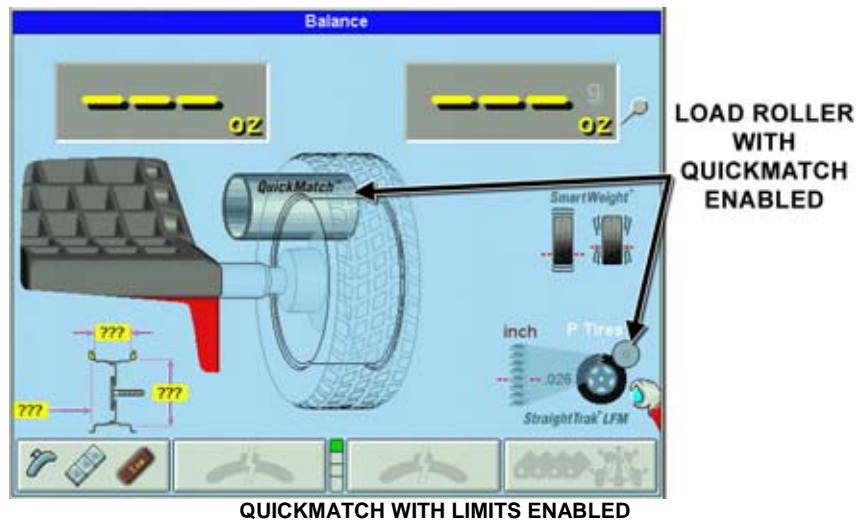 Balance
--- oz
--- g oz
LOAD ROLLER
WITH
QUICKMATCH
ENABLED
QuickMatch
SmartWeight
inch
P Tires
.026
???
???
???
StraightTrak LFM
QUICKMATCH WITH LIMITS ENABLED